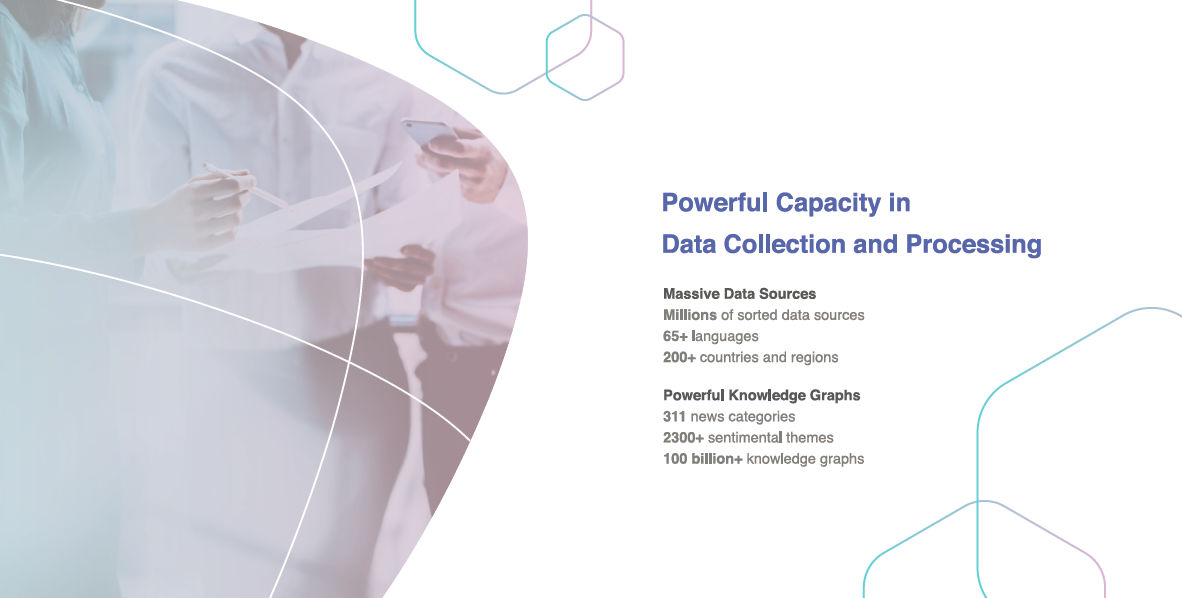 Powerful Capacity in
Data Collection and Processing
Massive Data Sources
Millions of sorted data sources
65+ languages
200+ countries and regions
Powerful Knowledge Graphs
311 news categories
2300+ sentimental themes
100 billion+ knowledge graphs